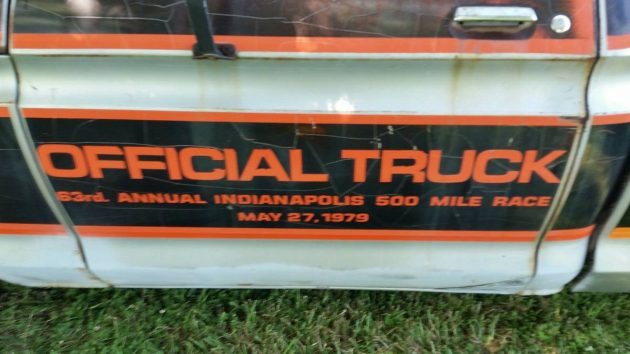 OFFICIAL TRUCK
63rd. ANNUAL INDIANAPOLIS 500 MILE RACE
MAY 27, 1979